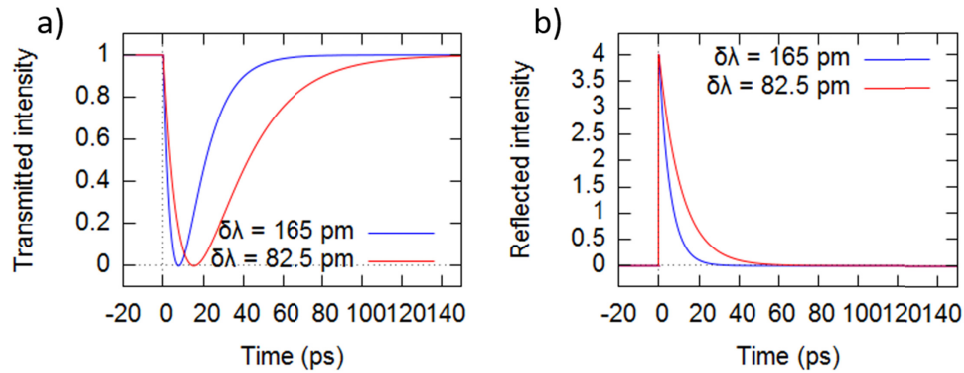 a)
Transmitted intensity
1
0.8
0.6
0.4
0.2
0
δλ = 165 pm
δλ = 82.5 pm
-20 0 20 40 60 80 100120140
Time (ps)
b)
Reflected intensity
4
3.5
3
2.5
2
1.5
1
0.5
0
δλ = 165 pm
δλ = 82.5 pm
-20 0 20 40 60 80 100120140
Time (ps)